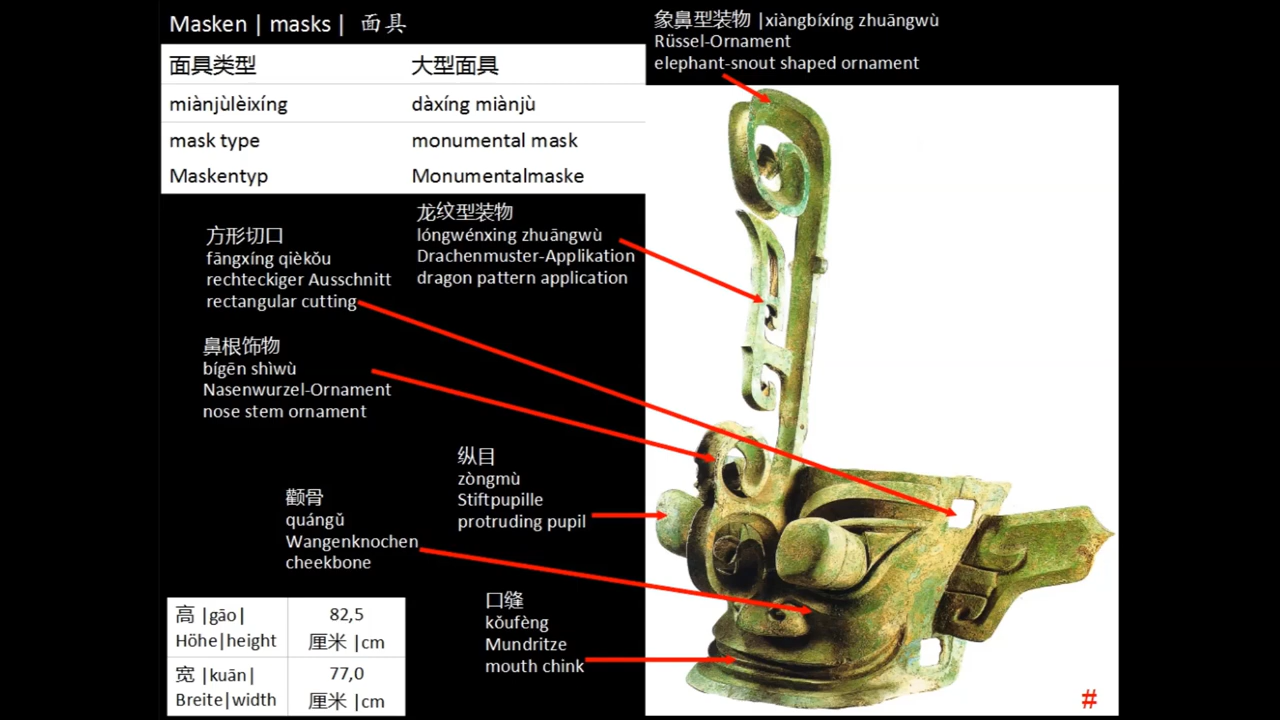 Masken | masks | 面具
面具类型 大型面具
miànjùlèixíng dàxíng miànjù
mask type monumental mask
Maskentyp Monumentalmaske
象鼻型装物 |xiàngbíxíng zhuāngwù
Rüssel-Ornament
elephant-snout shaped ornament
龙纹型装物
lóngwénxing zhuāngwù
Drachenmuster-Applikation
dragon pattern application
方形切口
fāngxíng qièkǒu
rechteckiger Ausschnitt
rectangular cutting
鼻根饰物
bígēn shìwù
Nasenwurzel-Ornament
nose stem ornament
纵目
zòngmù
Stiftpupille
protruding pupil
颧骨
quángǔ
Wangenknochen
cheekbone
口缝
kǒufèng
Mundritze
mouth chink
高 |gāo| 82,5
Höhe|height 厘米 |cm
宽 |kuān| 77,0
Breite|width 厘米 |cm
#